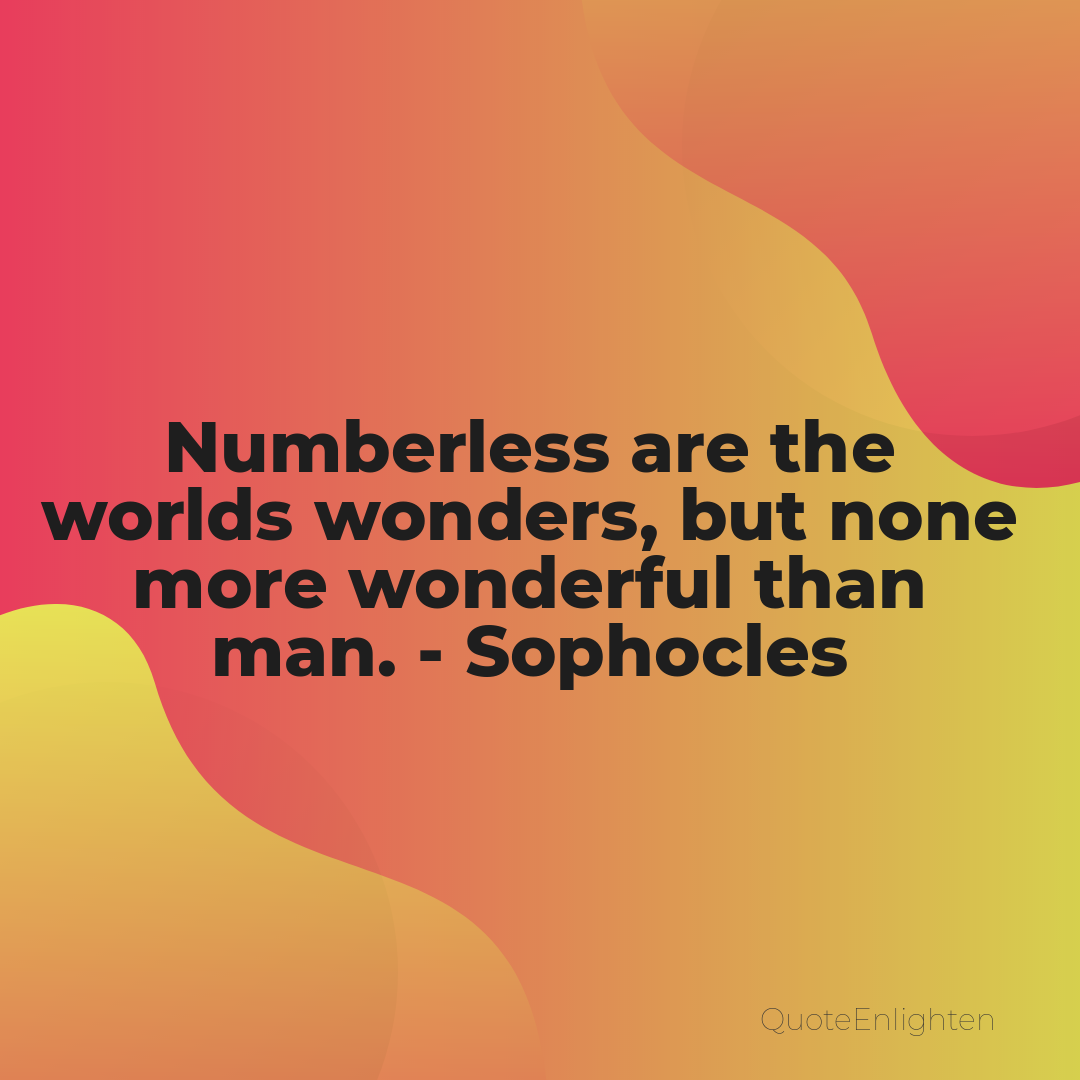 Numberless are the
worlds wonders, but none
more wonderful than
man. - Sophocles
QuoteEnlighten